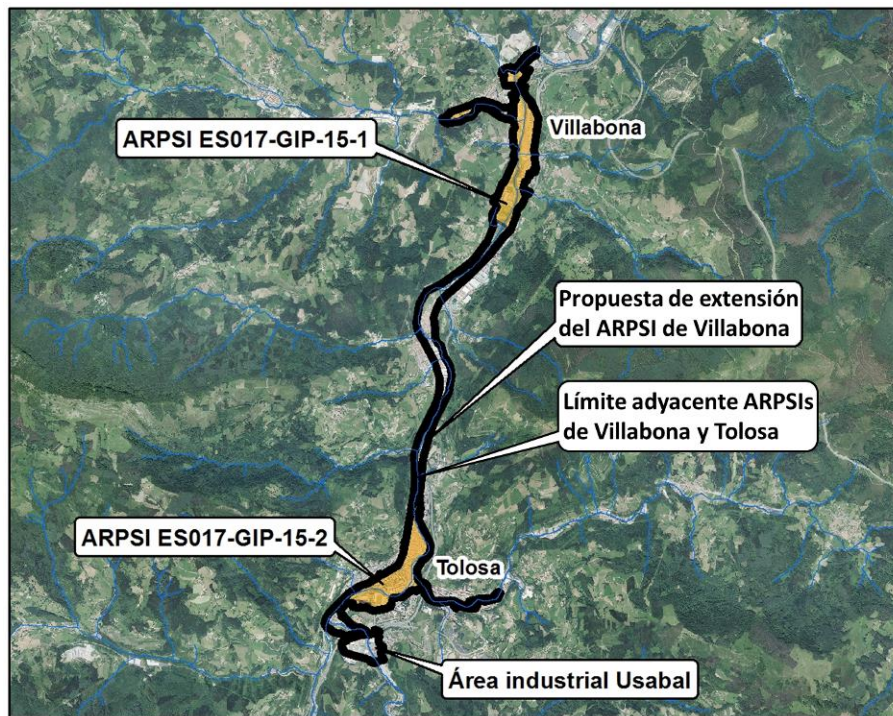 Villabona
ARPSI ES017-GIP-15-1
Propuesta de extensión
del ARPSI de Villabona
Límite adyacente ARPSIs
de Villabona y Tolosa
ARPSI ES017-GIP-15-2
Tolosa
Área industrial Usabal